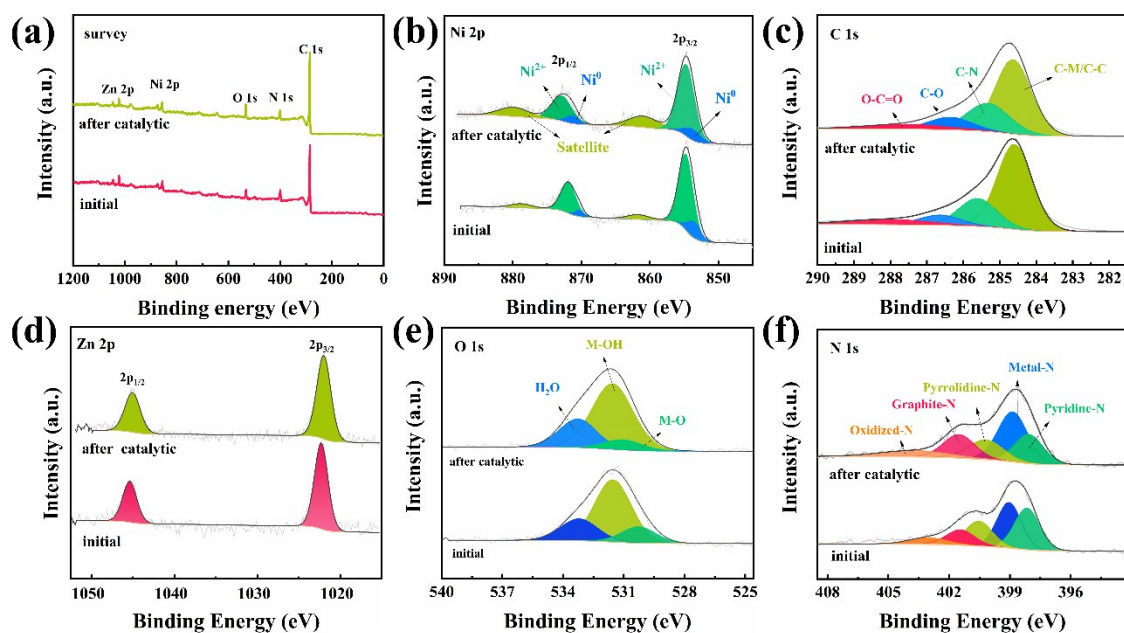 (a)
survey
C 1s
Zn 2p
Ni 2p
O 1s
N 1s
after catalytic
initial
Intensity (a.u.)
1200 1000 800 600 400 200 0
Binding energy (eV)
(b)
Ni 2p
2p3/2
2p1/2
Ni2+
Ni0
Ni2+
Ni0
after catalytic
Satellite
initial
Intensity (a.u.)
890 880 870 860 850
Binding Energy (eV)
(c)
C 1s
C-M/C-C
C-N
C-O
O-C=O
after catalytic
initial
Intensity (a.u.)
290 289 288 287 286 285 284 283 282
Binding Energy (eV)
(d)
Zn 2p
2p3/2
2p1/2
after catalytic
initial
Intensity (a.u.)
1050 1040 1030 1020
Binding Energy (eV)
(e)
O 1s
M-OH
H2O
M-O
after catalytic
initial
Intensity (a.u.)
540 537 534 531 528 525
Binding Energy (eV)
(f)
N 1s
Metal-N
Pyrrolidine-N
Graphite-N
Pyridine-N
Oxidized-N
after catalytic
initial
Intensity (a.u.)
408 405 402 399 396
Binding Energy (eV)